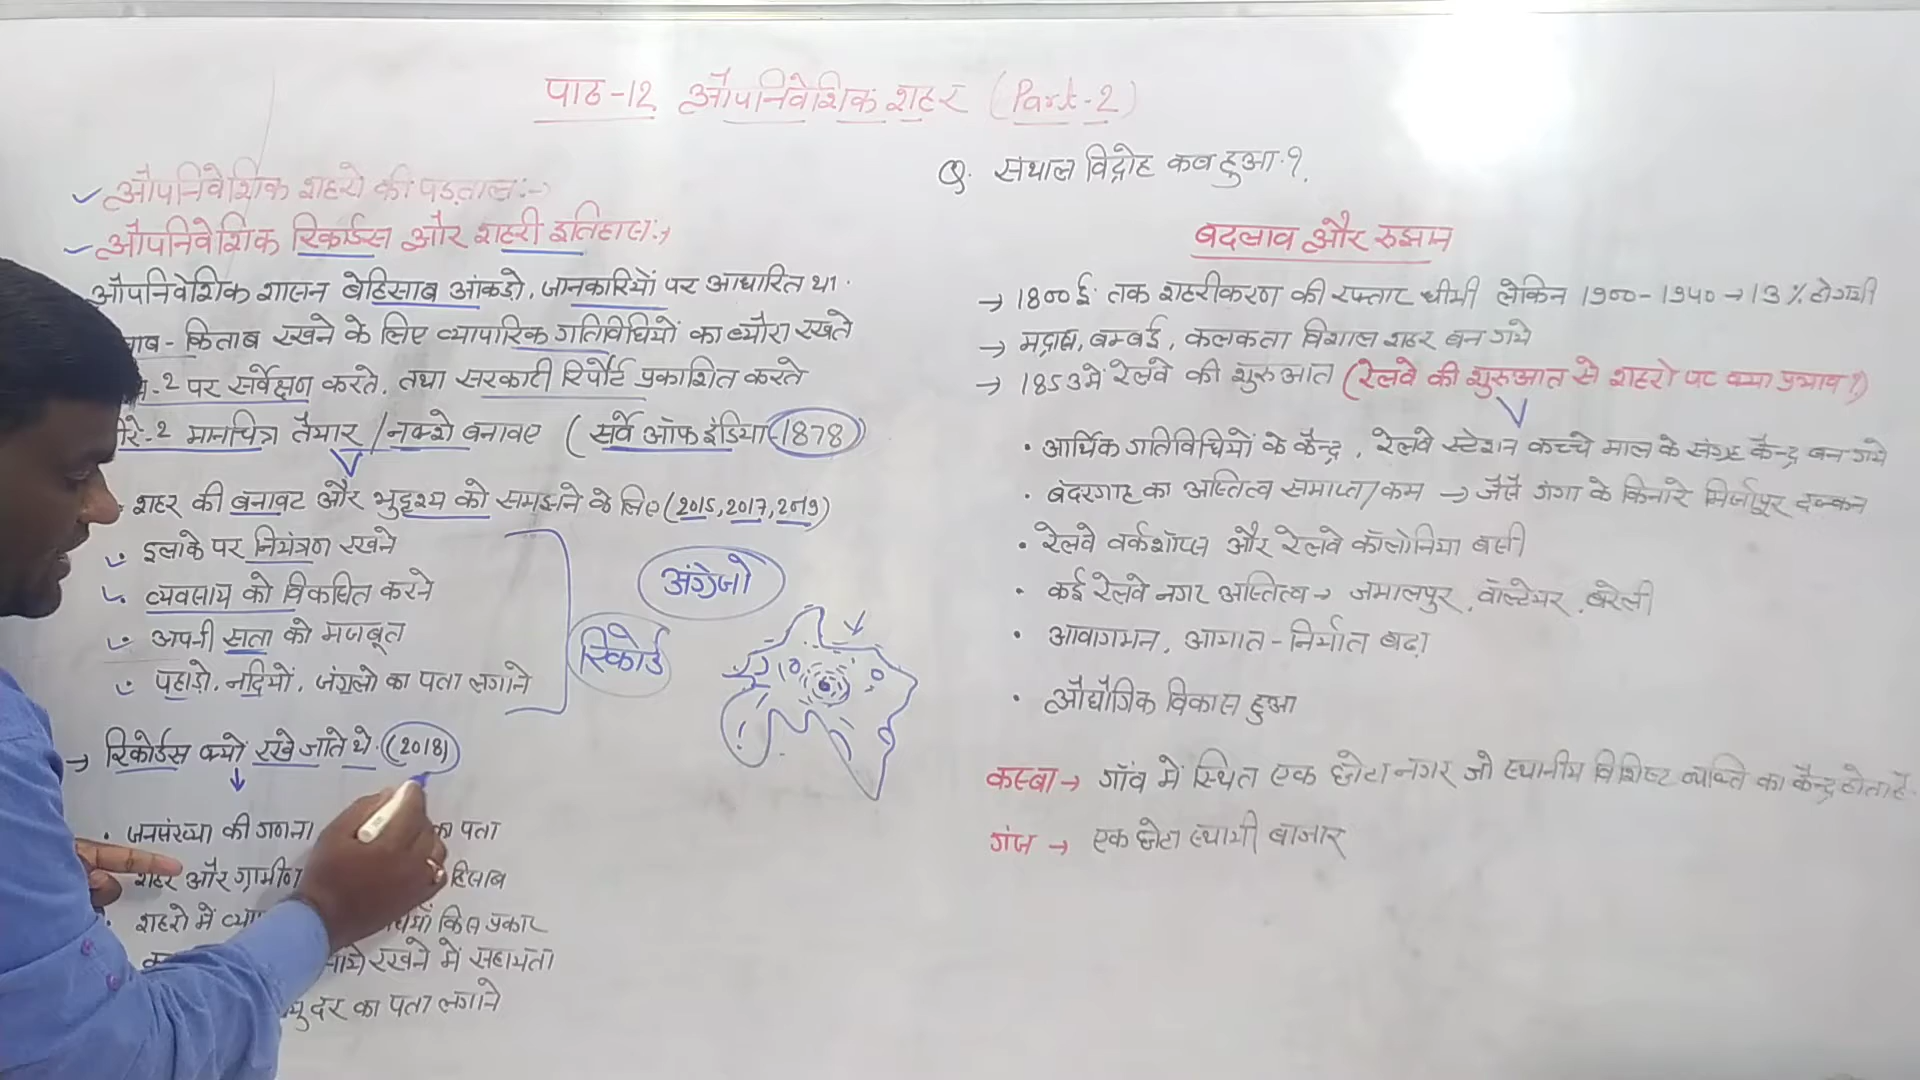 पाठ-12 औपनिवेशिक शहर (Part-2)
औपनिवेशिक शहरो की पड़ताल:-
औपनिवेशिक रिकार्डस और शहरी इतिहास:→
औपनिवेशिक शासन बेहिसाब आंकडो, जानकारियों पर आधारित था.
किताब रखने के लिए व्यापारिक गतिविधियों का ब्यौरा रखते
-2 पर सर्वेक्षण करते, तथा सरकारी रिपोर्ट प्रकाशित करते
-2 मानचित्र तैयार / नक्शे बनवाए (सर्वे ऑफ इंडिया-1878)
शहर की बनावट और भुदृश्य को समझने के लिए (2015, 2017, 2019)
इलाके पर नियंत्रण रखने
व्यवसाय को विकसित करने
अपनी सता को मजबूत
पहाडो, नदियों, जंगलो का पता लगाने
रिकोर्ड
अंग्रेजो
→ रिकोर्डस क्यों रखे जाते थे. (2018)
• जनसंख्या की गणना का पता
शहर और ग्रामीण हिसाब
• शहरो में किस प्रकार
रखने में सहायता
दर का पता लगाने
Q. संथाल विद्रोह कब हुआ.?
बदलाव और रुझान
→ 1800 ई. तक शहरीकरण की रफ्तार धीमी लेकिन 1900-1940 → 13% हो गयी
→ मद्रास, बम्बई, कलकता विशाल शहर बन गये
→ 1853 में रेलवे की शुरुआत (रेलवे की शुरुआत से शहरो पर क्या प्रभाव?)
• आर्थिक गतिविधियों के कैन्द्र, रेलवे स्टेशन कच्चे माल के संग्रह कैन्द्र बन गये
• बंदरगाह का अस्तित्व समाप्त/कम → जैसे गंगा के किनारे मिर्जापूर दक्कन
• रेलवे वर्कशॉप्स और रेलवे कॉलोनिया बसी
• कई रेलवे नगर अस्तित्व → जमालपुर, वॉल्टेयर, बरेली
• आवागमन, आयात-निर्यात बढ़ा
• औद्यौगिक विकास हुआ
कस्बा → गाँव में स्थित एक छोटा नगर जो स्थानीय विशिष्ट व्यक्ति का कैन्द्र होता है.
गंज → एक छोटा स्थायी बाजार